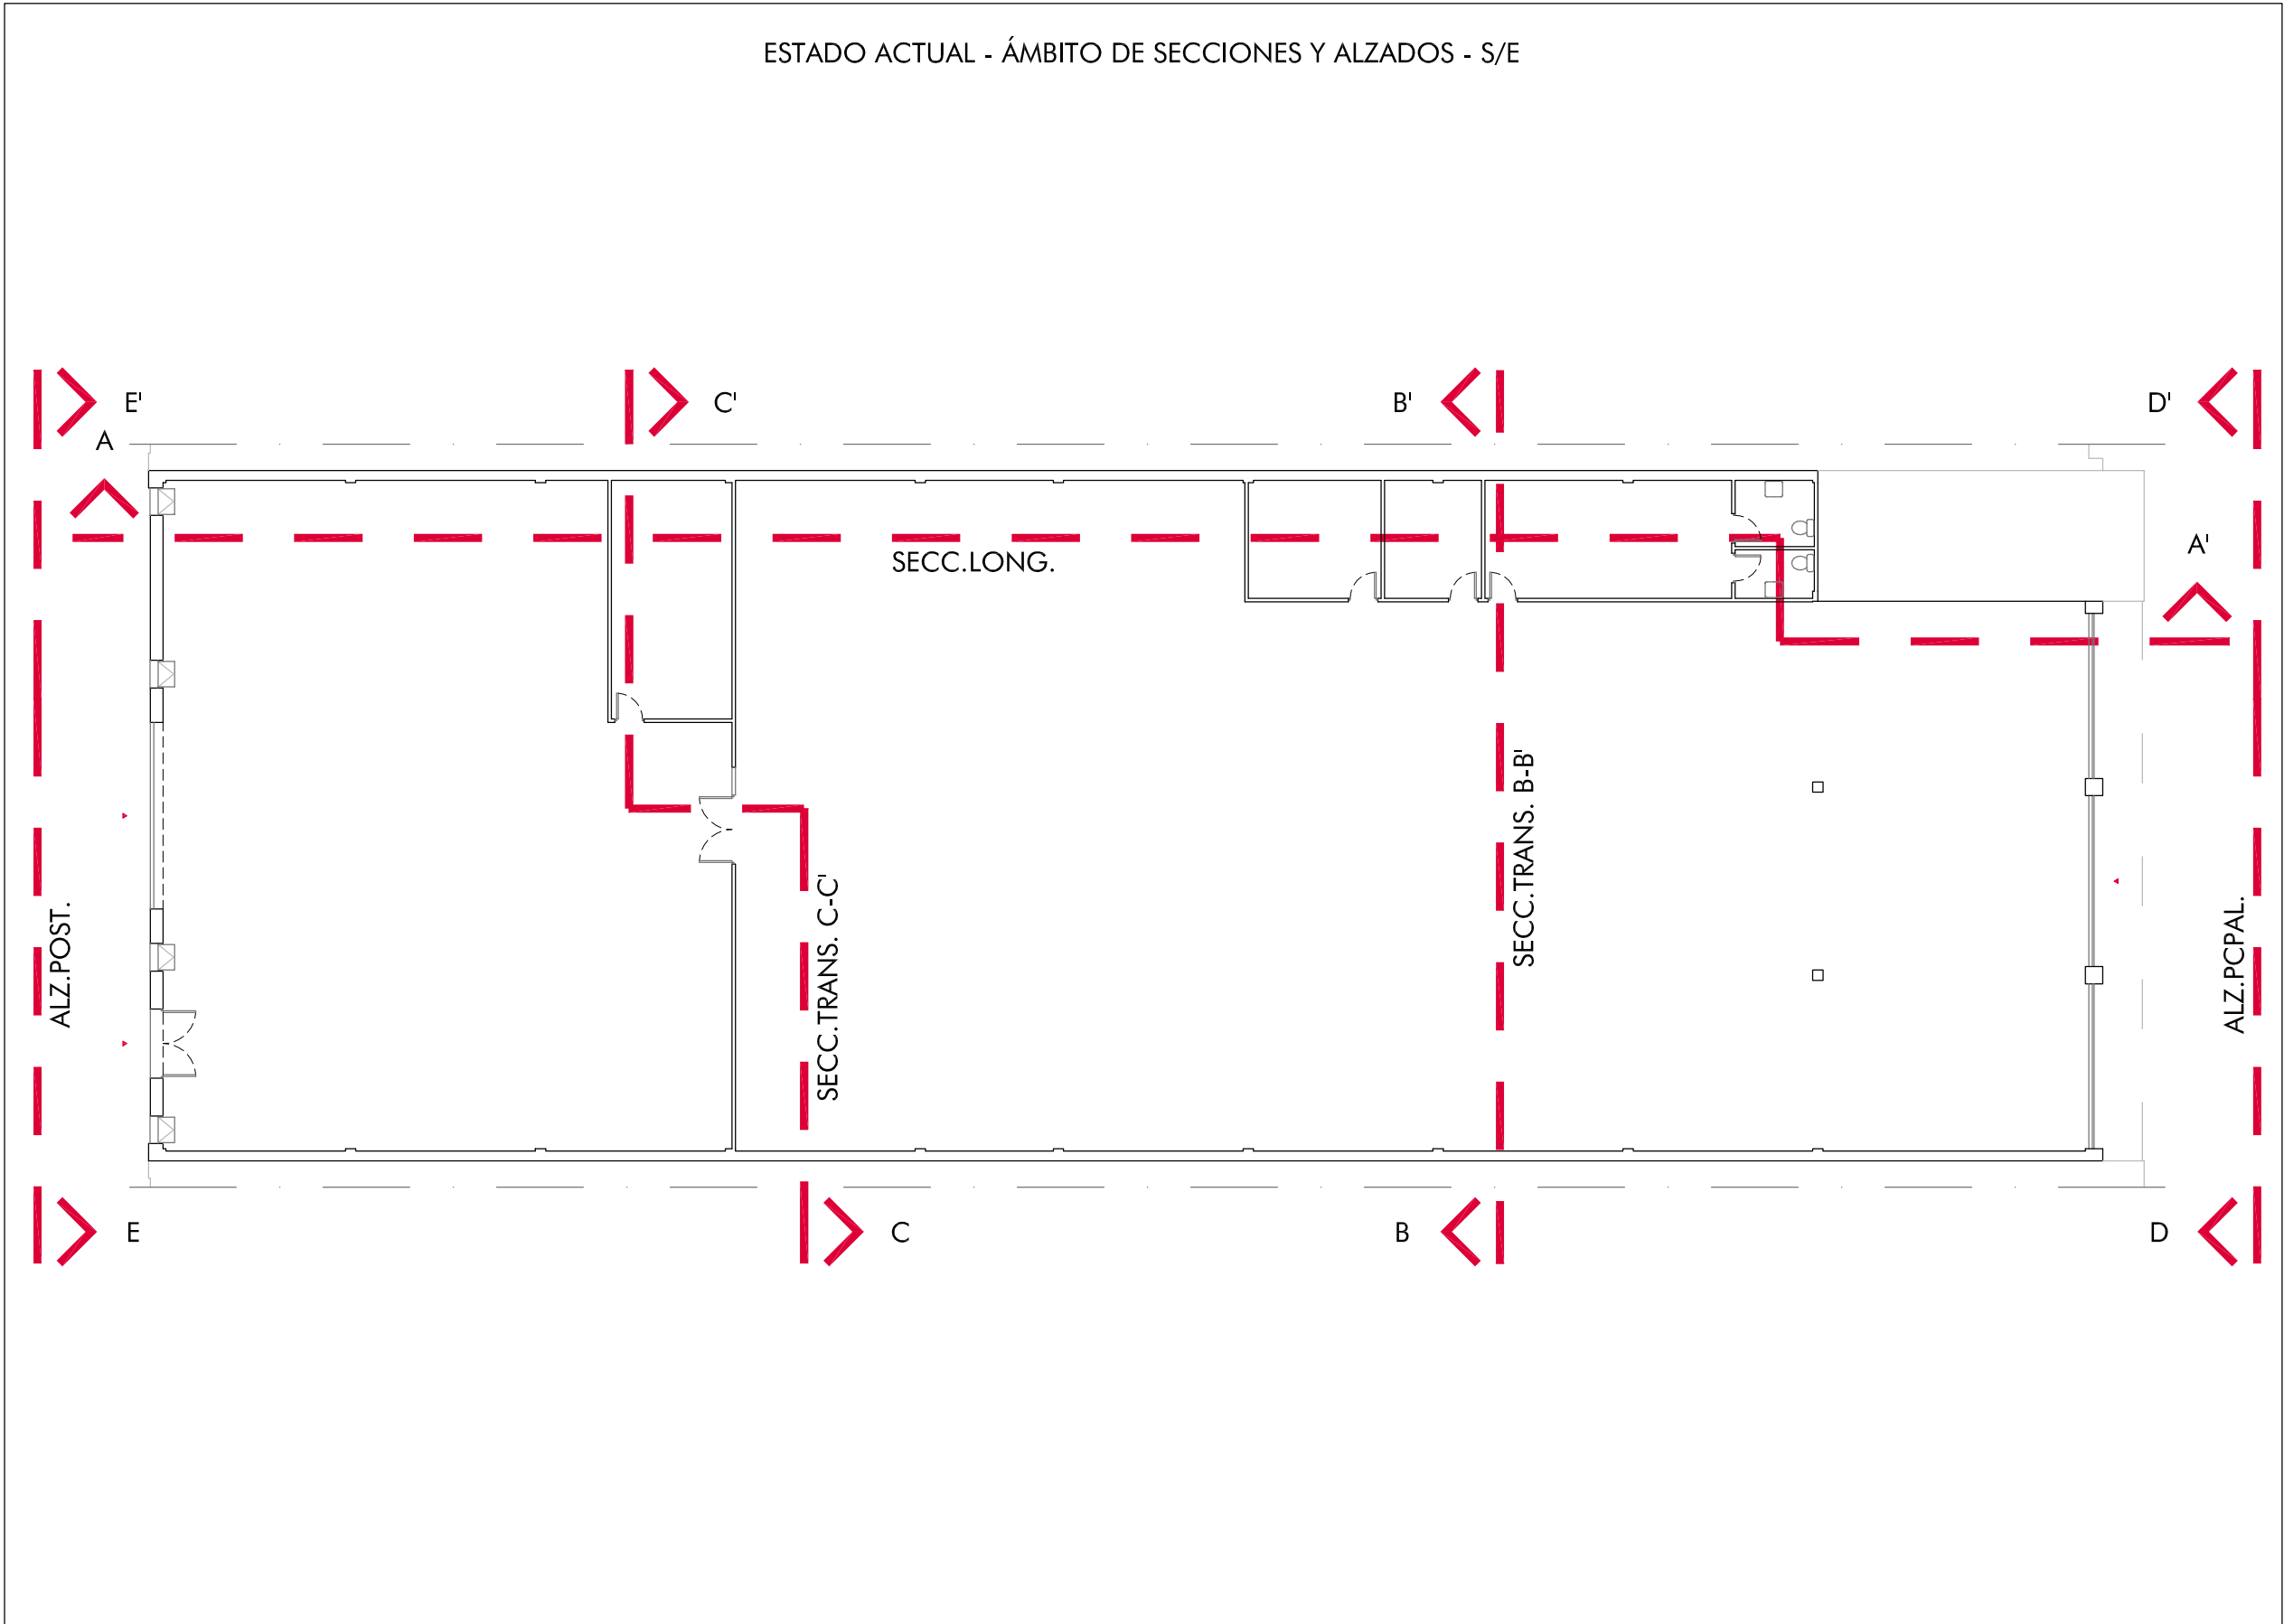 ESTADO ACTUAL - ÁMBITO DE SECCIONES Y ALZADOS - S/E
E'
C'
B'
D'
A
A'
SECC.LONG.
ALZ.POST.
SECC.TRANS. C-C'
SECC.TRANS. B-B'
ALZ.PCPAL.
E
C
B
D